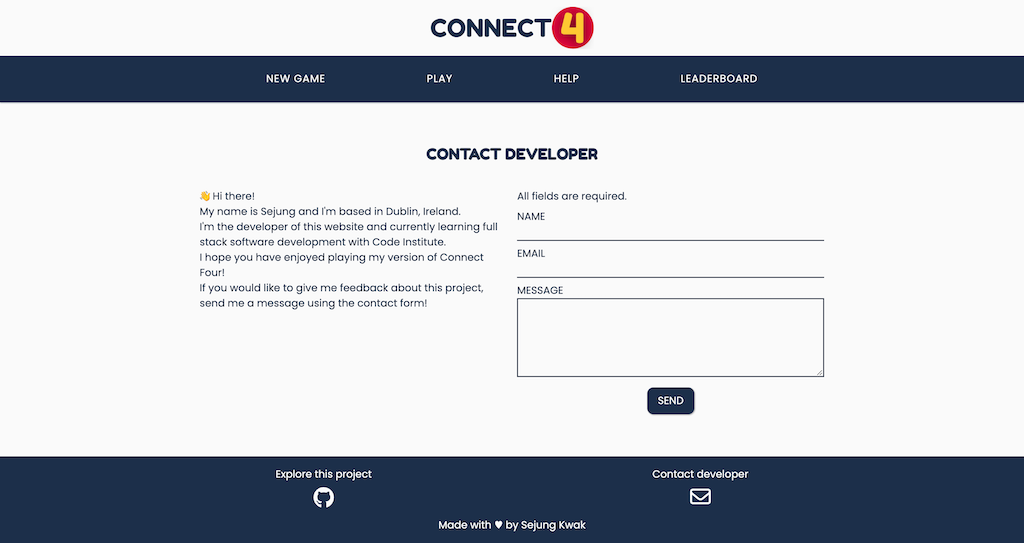 CONNECT4
NEW GAME PLAY HELP LEADERBOARD
CONTACT DEVELOPER
👋 Hi there!
My name is Sejung and I'm based in Dublin, Ireland.
I'm the developer of this website and currently learning full
stack software development with Code Institute.
I hope you have enjoyed playing my version of Connect
Four!
If you would like to give me feedback about this project,
send me a message using the contact form!
All fields are required.
NAME
EMAIL
MESSAGE
SEND
Explore this project
Contact developer
Made with ♥ by Sejung Kwak